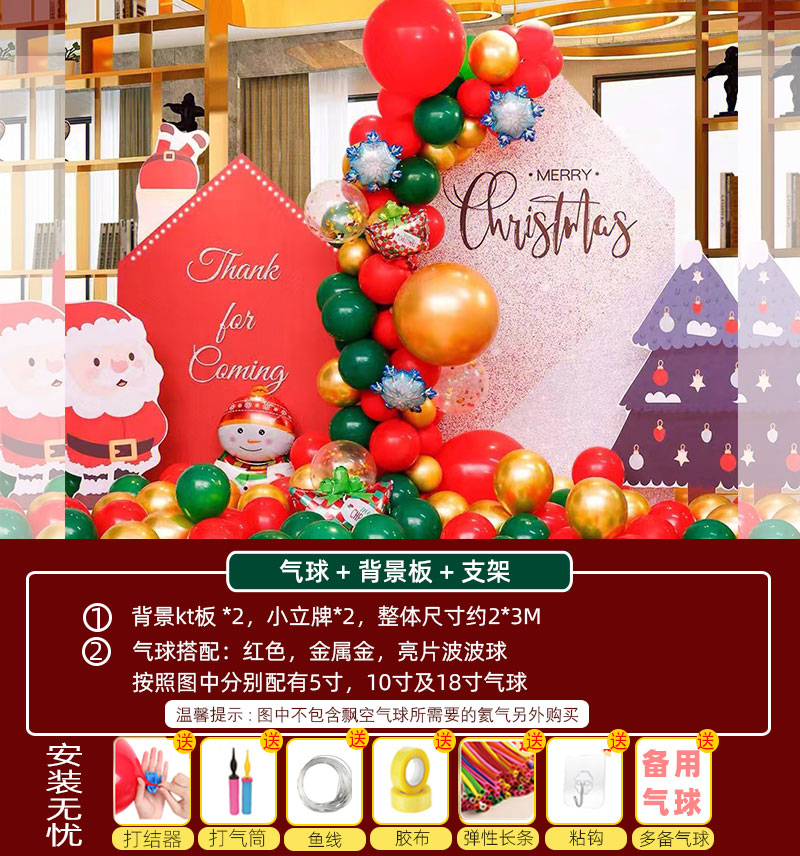 MERRY
Christmas
Thank
for
Coming
气球 + 背景板 + 支架
① 背景kt板 *2，小立牌*2，整体尺寸约2*3M
② 气球搭配：红色，金属金，亮片波波球
按照图中分别配有5寸，10寸及18寸气球
温馨提示 : 图中不包含飘空气球所需要的氦气另外购买
安装无忧
送 送 送 送 送 送 送
备用
气球
打结器 打气筒 鱼线 胶布 弹性长条 粘钩 多备气球